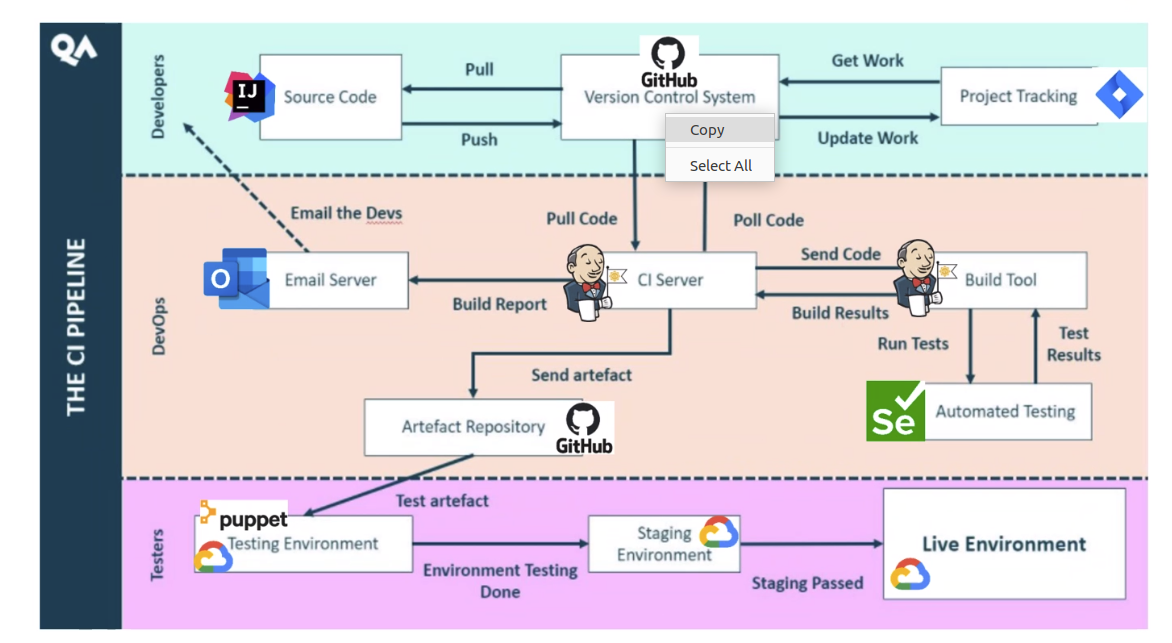 QA
THE CI PIPELINE
Developers
IJ
Source Code
Pull
Push
GitHub
Version Control System
Copy
Select All
Get Work
Update Work
Project Tracking
DevOps
Email the Devs
Pull Code
Poll Code
O
Email Server
Build Report
CI Server
Send Code
Build Results
Build Tool
Run Tests
Test
Results
Send artefact
Artefact Repository
GitHub
Se
Automated Testing
Testers
Test artefact
puppet
Testing Environment
Environment Testing
Done
Staging
Environment
Staging Passed
Live Environment